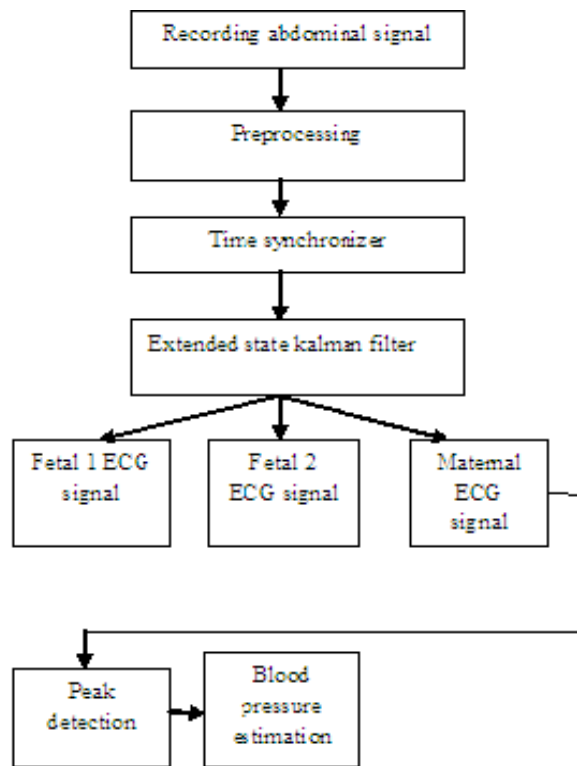 Recording abdominal signal
Preprocessing
Time synchronizer
Extended state kalman filter
Fetal 1 ECG
signal
Fetal 2
ECG signal
Maternal
ECG
signal
Peak
detection
Blood
pressure
estimation